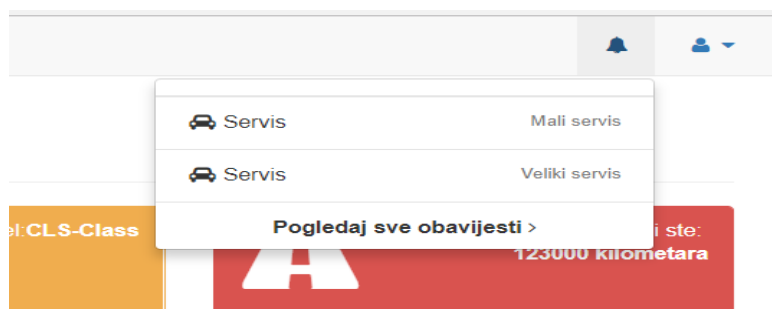 Servis Mali servis
Servis Veliki servis
Pogledaj sve obavijesti >
el:CLS-Class
i ste:
123000 kilometara